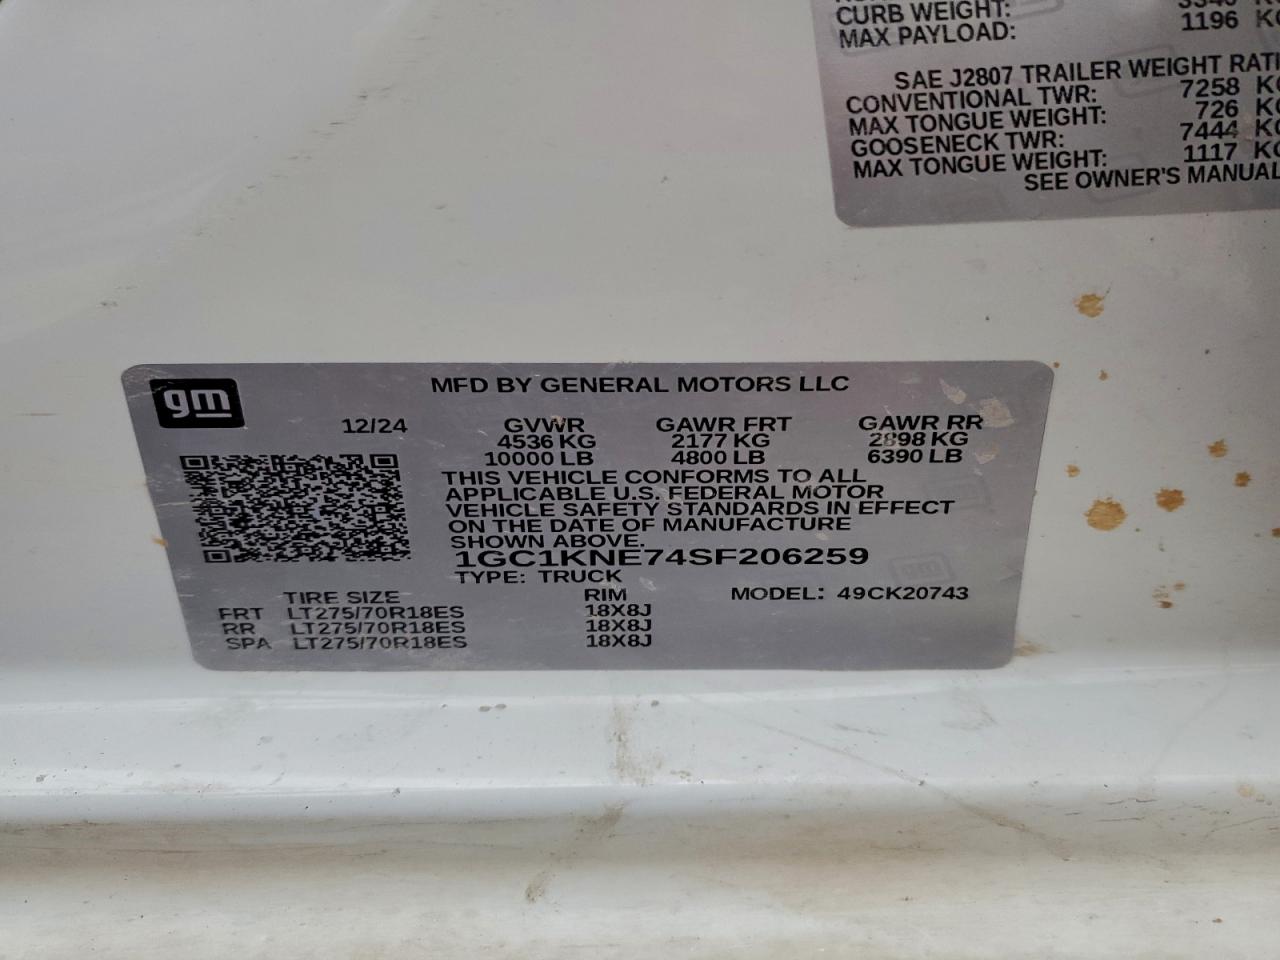 CURB WEIGHT:
MAX PAYLOAD: 1196
SAE J2807 TRAILER WEIGHT
CONVENTIONAL TWR: 7258
MAX TONGUE WEIGHT: 726
GOOSENECK TWR: 7444
MAX TONGUE WEIGHT: 1117
SEE OWNER'S MANUAL
gm
MFD BY GENERAL MOTORS LLC
12/24 GVWR GAWR FRT GAWR RR
4536 KG 2177 KG 2898 KG
10000 LB 4800 LB 6390 LB
THIS VEHICLE CONFORMS TO ALL
APPLICABLE U.S. FEDERAL MOTOR
VEHICLE SAFETY STANDARDS IN EFFECT
ON THE DATE OF MANUFACTURE
SHOWN ABOVE.
1GC1KNE74SF206259
TYPE: TRUCK
TIRE SIZE RIM MODEL: 49CK20743
FRT LT275/70R18ES 18X8J
RR LT275/70R18ES 18X8J
SPA LT275/70R18ES 18X8J